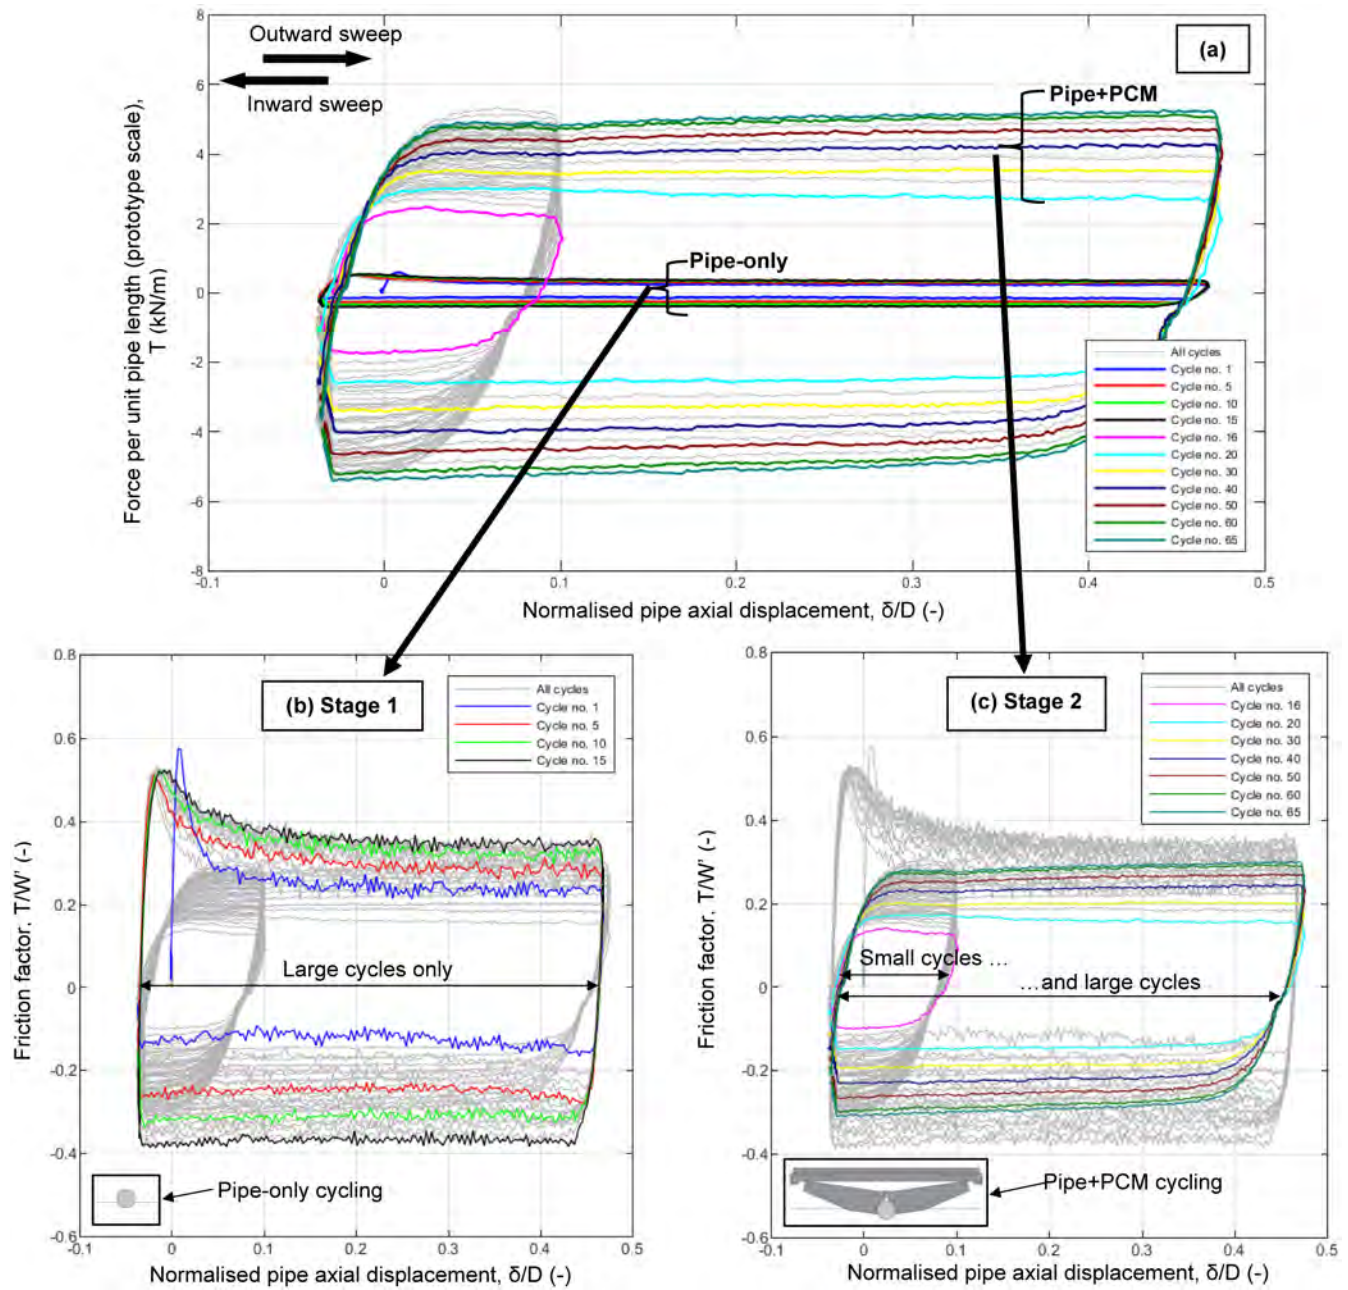 Outward sweep
Inward sweep
(a)
Pipe+PCM
Pipe-only
Force per unit pipe length (prototype scale),
T (kN/m)
8
6
4
2
0
-2
-4
-6
-8
-0.1
0
0.1
0.2
0.3
0.4
0.5
Normalised pipe axial displacement, δ/D (-)
All cycles
Cycle no. 1
Cycle no. 5
Cycle no. 10
Cycle no. 15
Cycle no. 16
Cycle no. 20
Cycle no. 30
Cycle no. 40
Cycle no. 50
Cycle no. 60
Cycle no. 65
(b) Stage 1
All cycles
Cycle no. 1
Cycle no. 5
Cycle no. 10
Cycle no. 15
Large cycles only
Pipe-only cycling
Friction factor, T/W' (-)
0.8
0.6
0.4
0.2
0
-0.2
-0.4
-0.6
-0.1
0
0.1
0.2
0.3
0.4
0.5
Normalised pipe axial displacement, δ/D (-)
(c) Stage 2
All cycles
Cycle no. 16
Cycle no. 20
Cycle no. 30
Cycle no. 40
Cycle no. 50
Cycle no. 60
Cycle no. 65
Small cycles ...
...and large cycles
Pipe+PCM cycling
Friction factor, T/W' (-)
0.8
0.6
0.4
0.2
0
-0.2
-0.4
-0.6
-0.1
0
0.1
0.2
0.3
0.4
0.5
Normalised pipe axial displacement, δ/D (-)